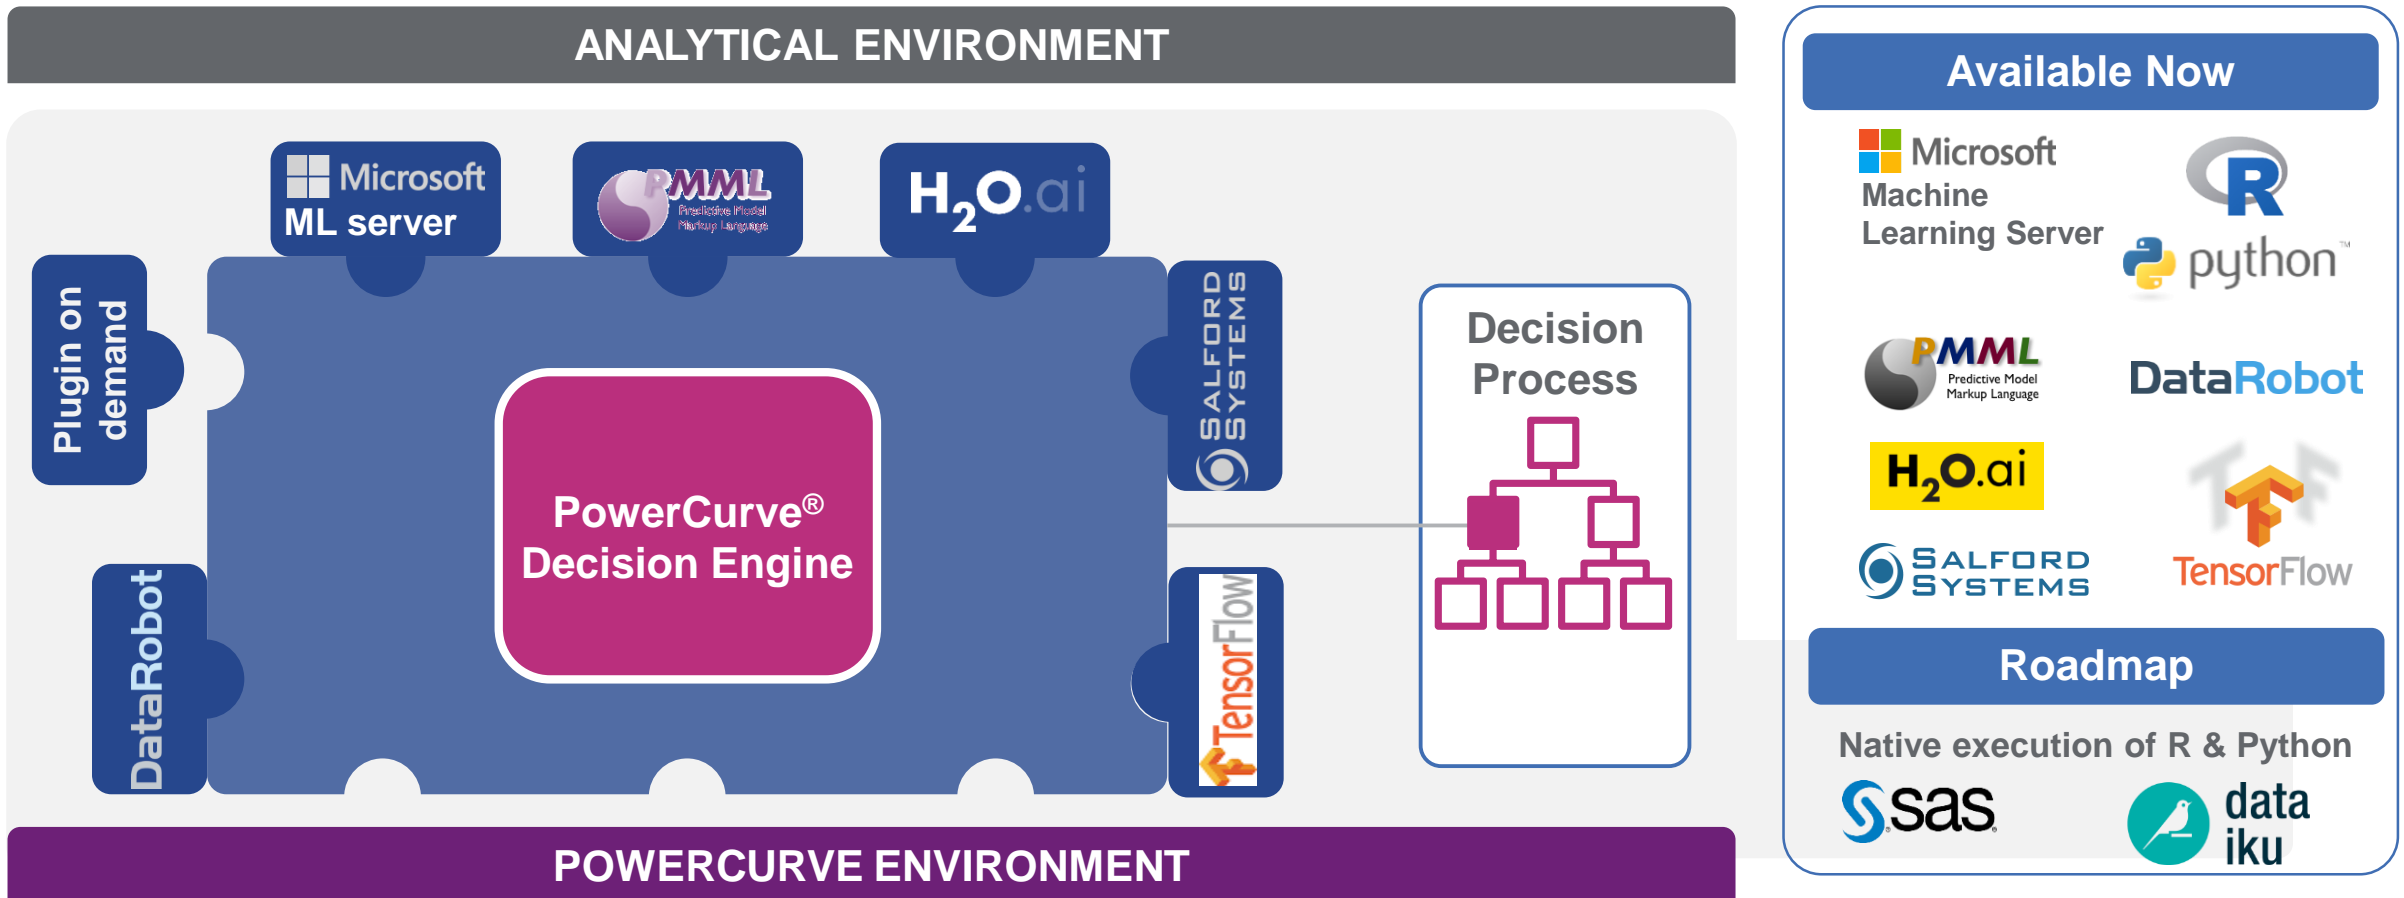 ANALYTICAL ENVIRONMENT
Microsoft
ML server
PMML
Predictive Model
Markup Language
H2O.ai
Plugin on
demand
DataRobot
PowerCurve®
Decision Engine
SALFORD
SYSTEMS
TensorFlow
Decision
Process
POWERCURVE ENVIRONMENT
Available Now
Microsoft
Machine
Learning Server
R
python™
PMML
Predictive Model
Markup Language
DataRobot
H2O.ai
SALFORD
SYSTEMS
TensorFlow
Roadmap
Native execution of R & Python
sas
data
iku